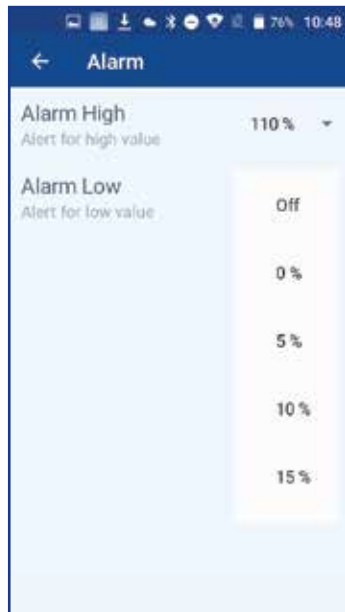 76% 10:48
Alarm
Alarm High
110 %
Alert for high value
Alarm Low
Alert for low value
Off
0 %
5 %
10 %
15 %